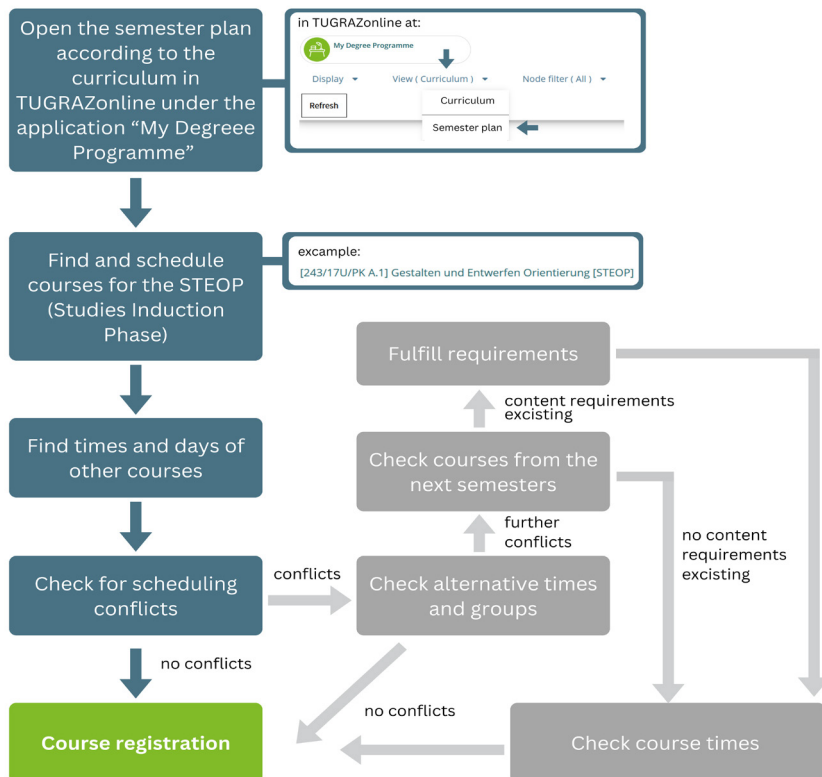 Open the semester plan
according to the
curriculum in
TUGRAZonline under the
application “My Degreee
Programme”
in TUGRAZonline at:
My Degree Programme
Display
View ( Curriculum )
Node filter ( All )
Refresh
Curriculum
Semester plan
Find and schedule
courses for the STEOP
(Studies Induction
Phase)
excample:
[243/17U/PK A.1] Gestalten und Entwerfen Orientierung [STEOP]
Find times and days of
other courses
Check for scheduling
conflicts
conflicts
no conflicts
Check alternative times
and groups
further
conflicts
Check courses from the
next semesters
content requirements
excisting
Fulfill requirements
no content
requirements
excisting
Check course times
no conflicts
Course registration